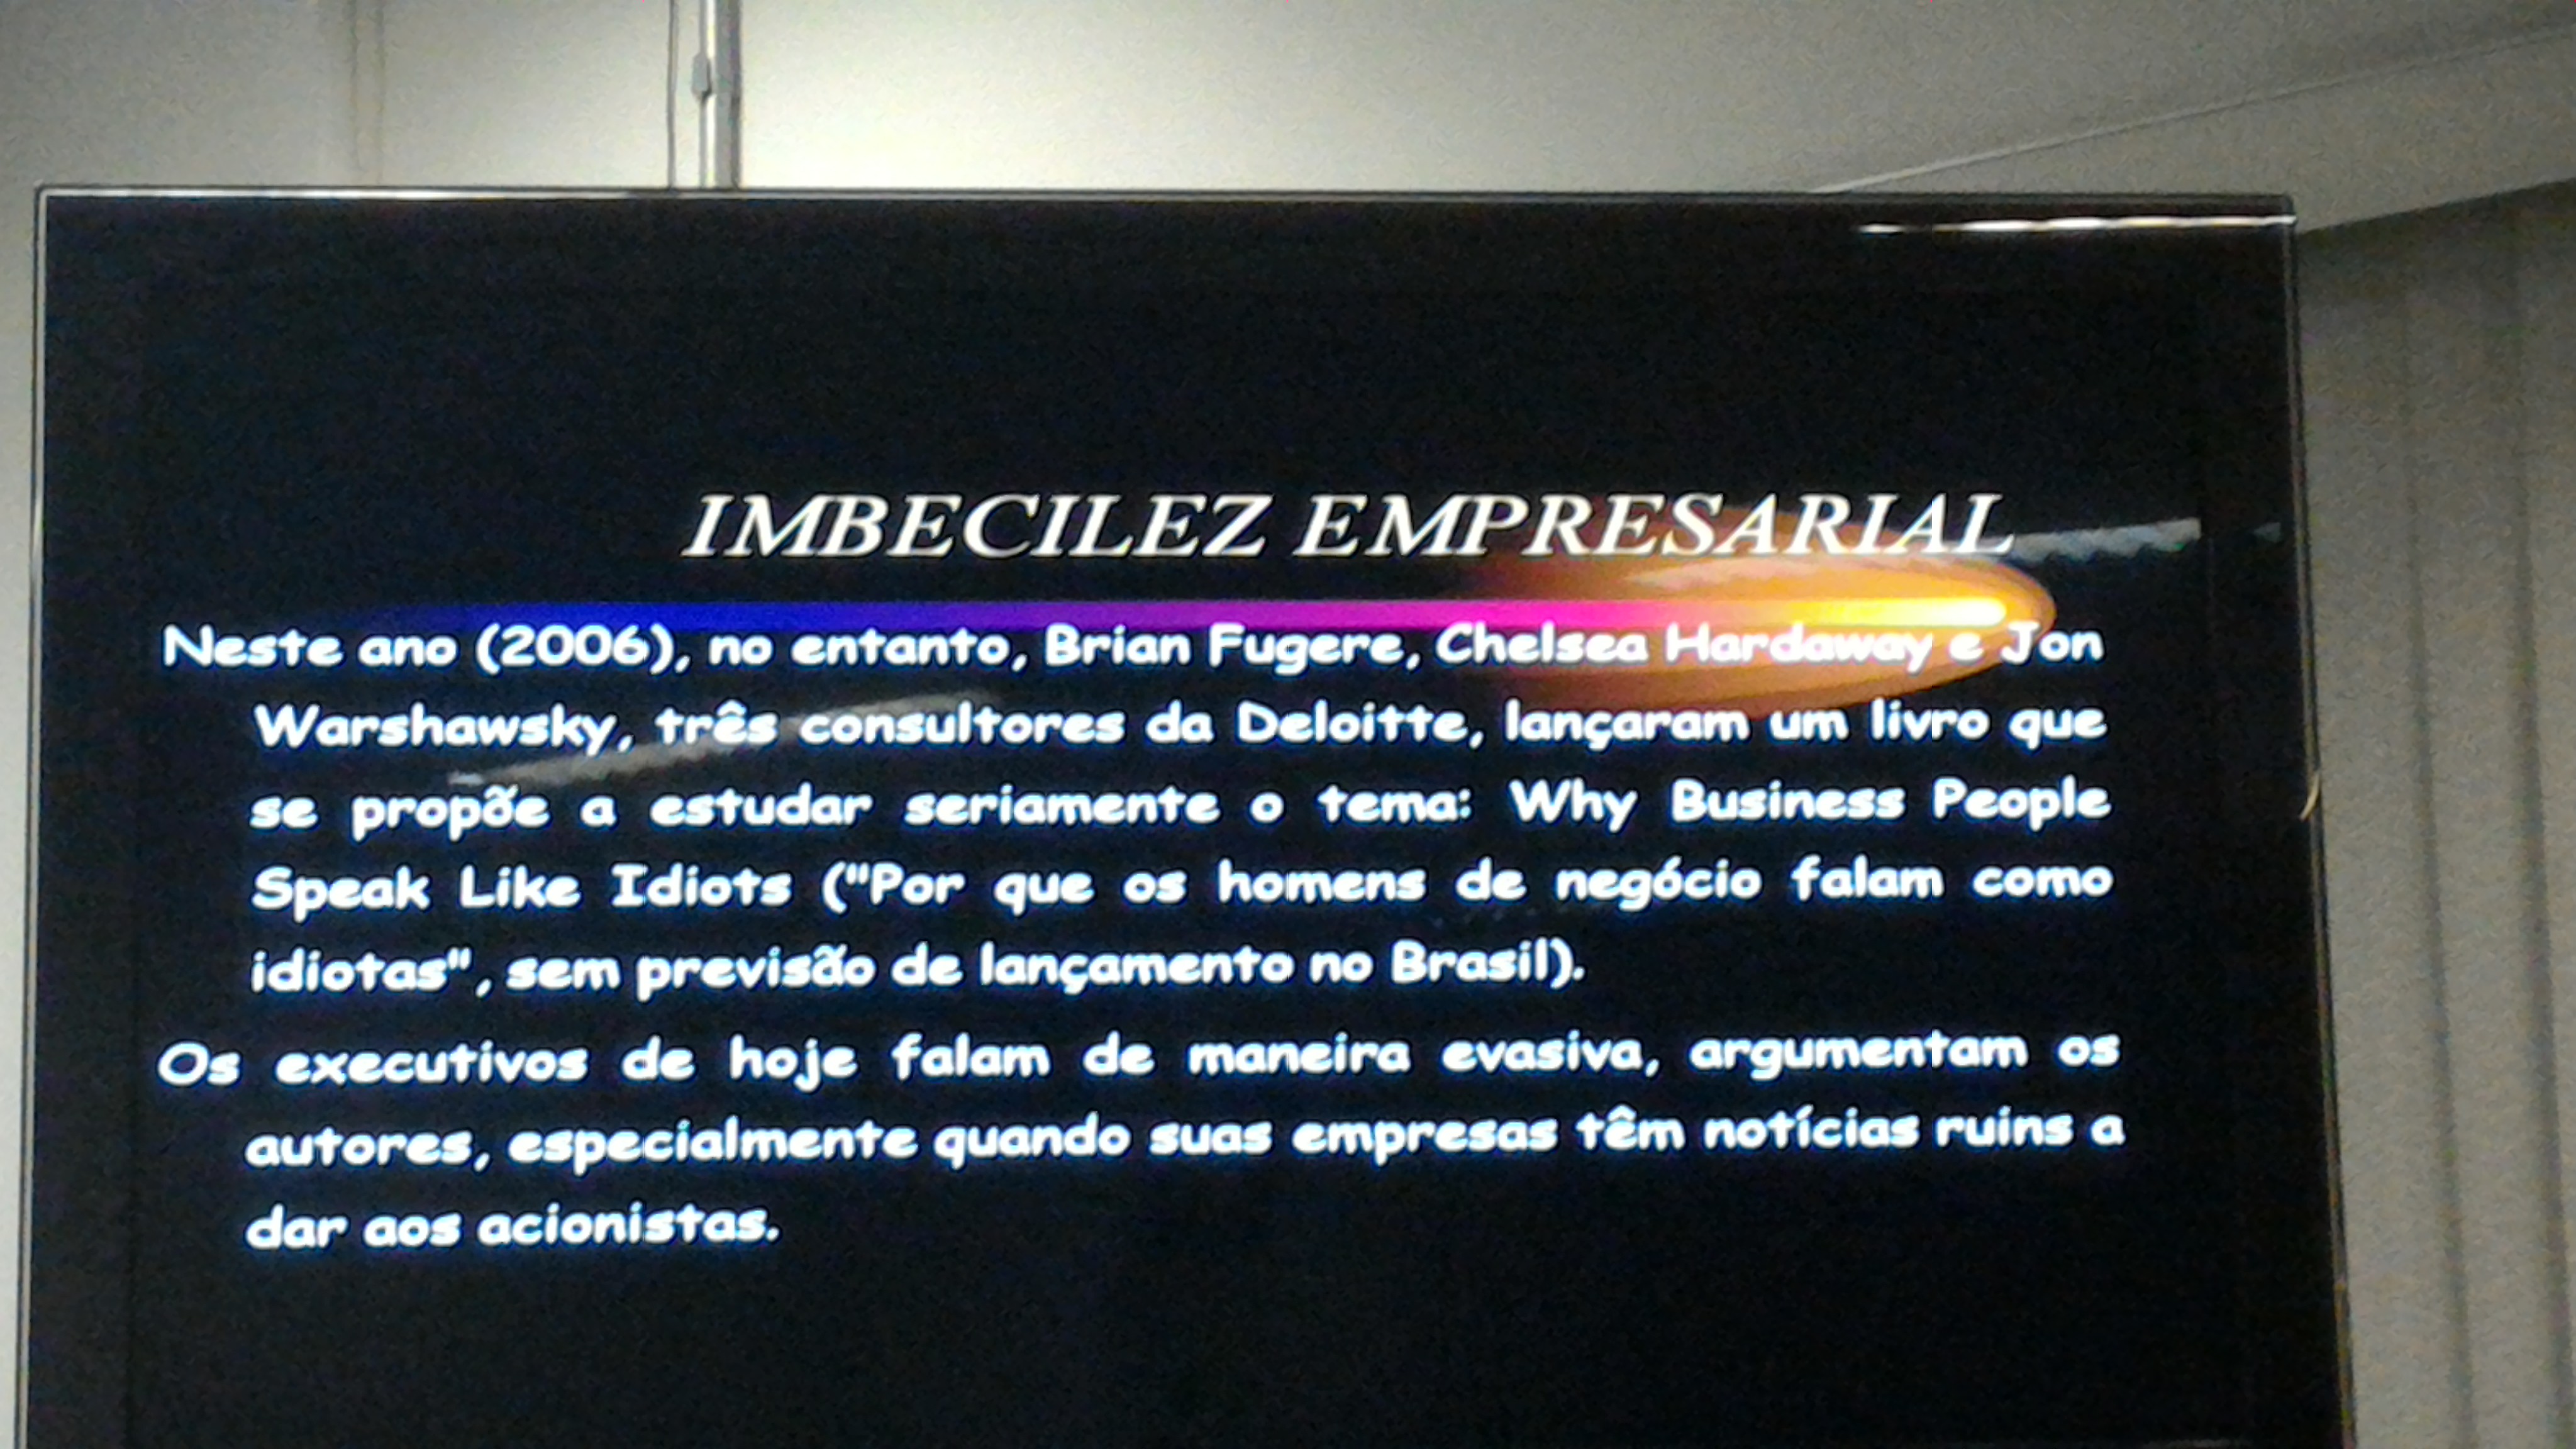 IMBECILEZ EMPRESARIAL
Neste ano (2006), no entanto, Brian Fugere, Chelsea Hardaway e Jon
Warshawsky, três consultores da Deloitte, lançaram um livro que
se propõe a estudar seriamente o tema: Why Business People
Speak Like Idiots ("Por que os homens de negócio falam como
idiotas", sem previsão de lançamento no Brasil).
Os executivos de hoje falam de maneira evasiva, argumentam os
autores, especialmente quando suas empresas têm notícias ruins a
dar aos acionistas.